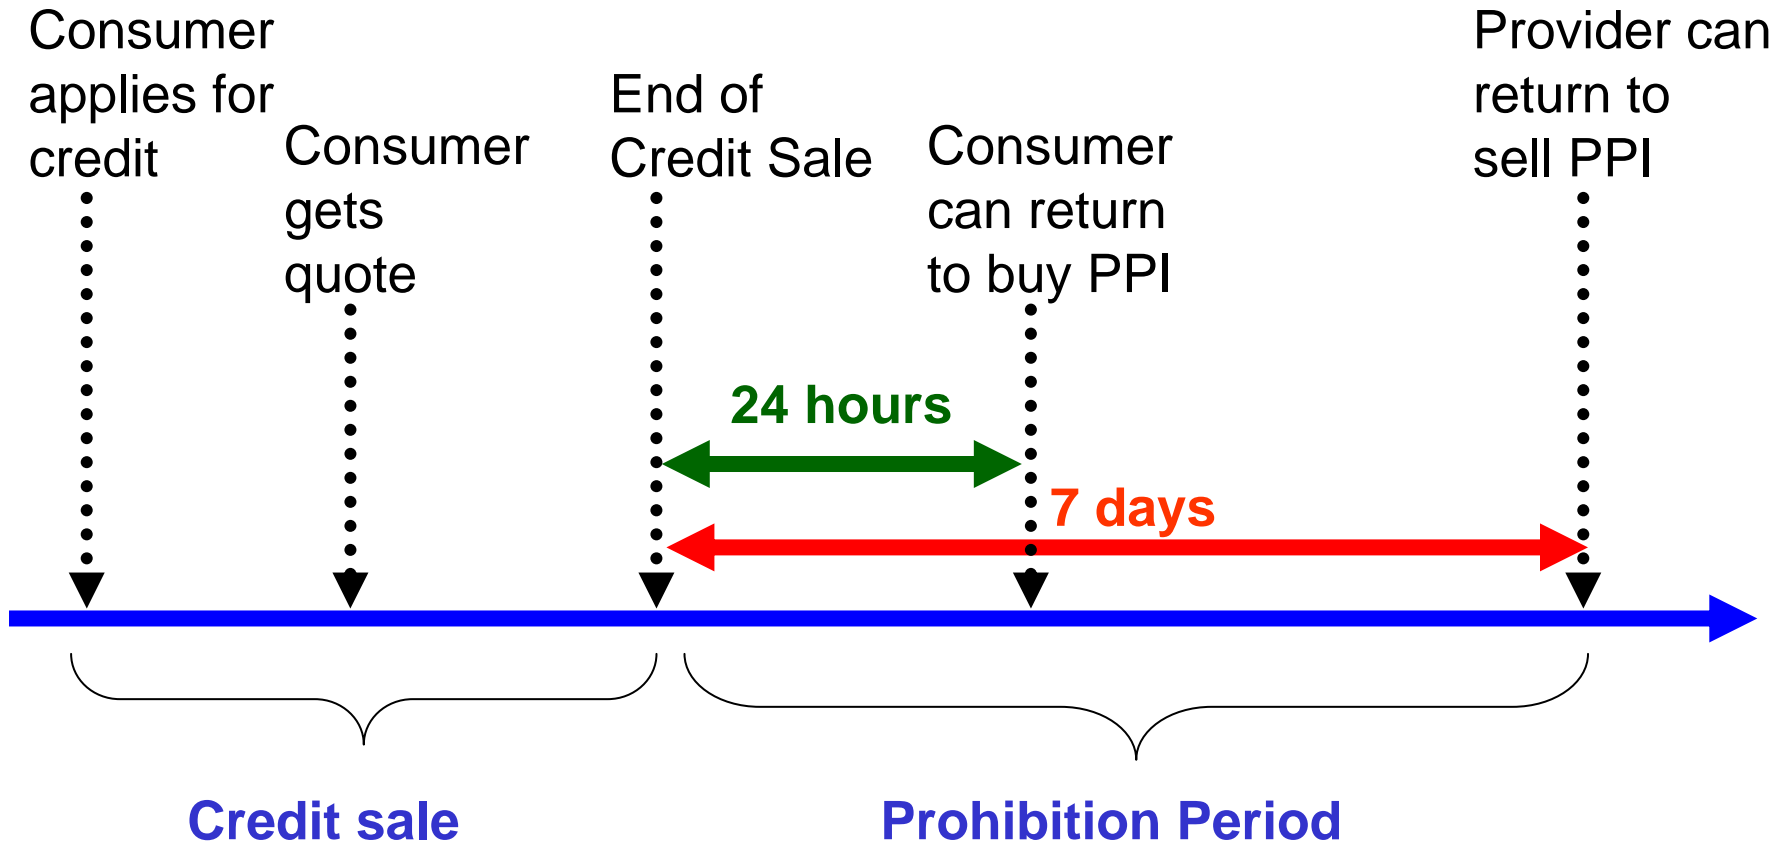 Consumer
applies for
credit
Consumer
gets
quote
End of
Credit Sale
Consumer
can return
to buy PPI
Provider can
return to
sell PPI
24 hours
7 days
Credit sale
Prohibition Period